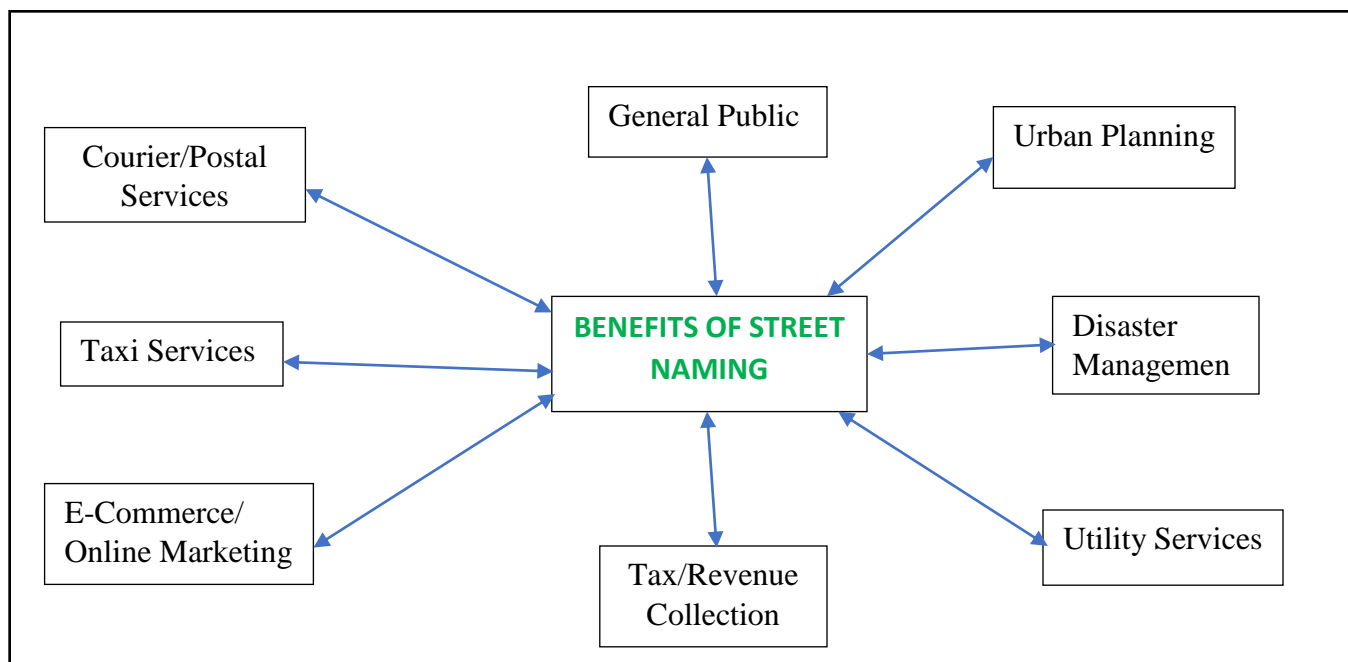 General Public
Urban Planning
Courier/Postal
Services
BENEFITS OF STREET
NAMING
Disaster
Managemen
Taxi Services
E-Commerce/
Online Marketing
Utility Services
Tax/Revenue
Collection